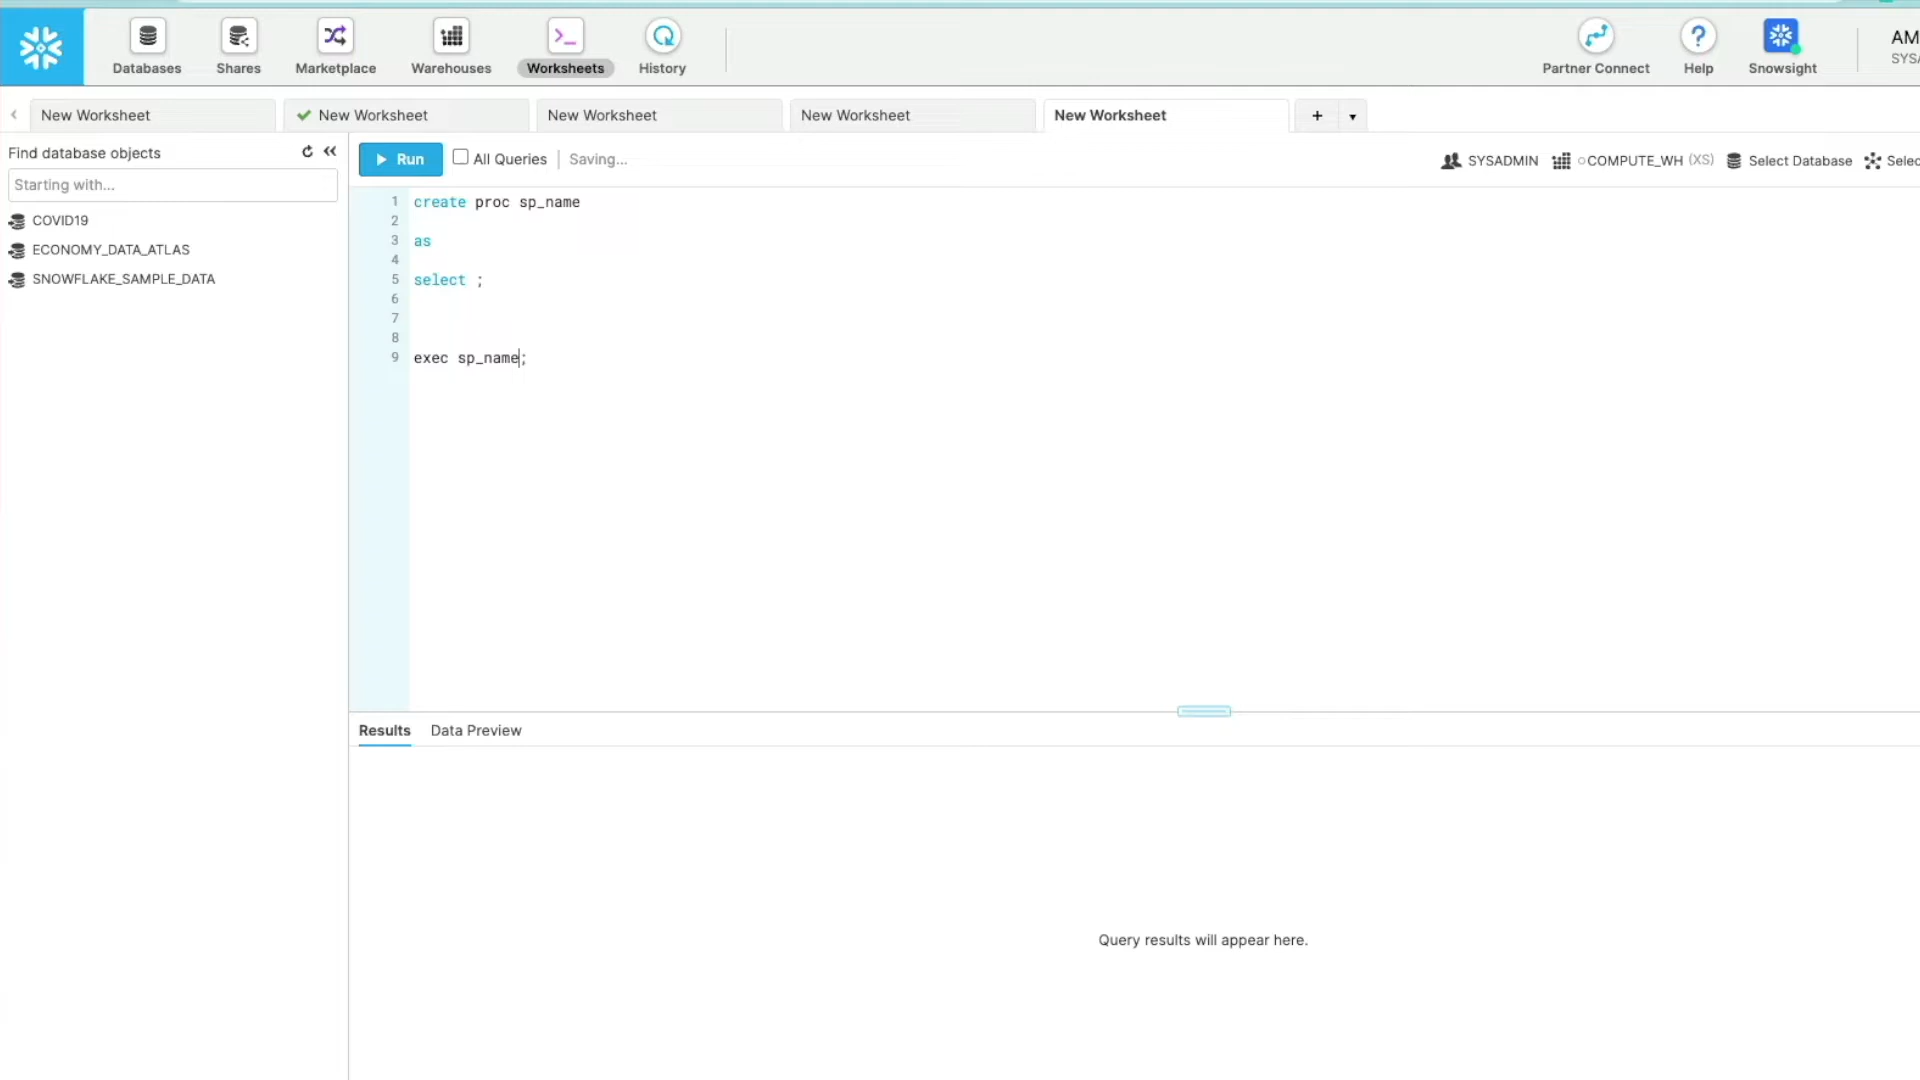 Databases
Shares
Marketplace
Warehouses
Worksheets
History
Partner Connect
Help
Snowsight
AM
SYSA
New Worksheet
New Worksheet
New Worksheet
New Worksheet
New Worksheet
+
Find database objects
Run
All Queries
Saving...
SYSADMIN
COMPUTE_WH (XS)
Select Database
Selec
Starting with...
COVID19
ECONOMY_DATA_ATLAS
SNOWFLAKE_SAMPLE_DATA
1 create proc sp_name
2
3 as
4
5 select ;
6
7
8
9 exec sp_name;
Results
Data Preview
Query results will appear here.